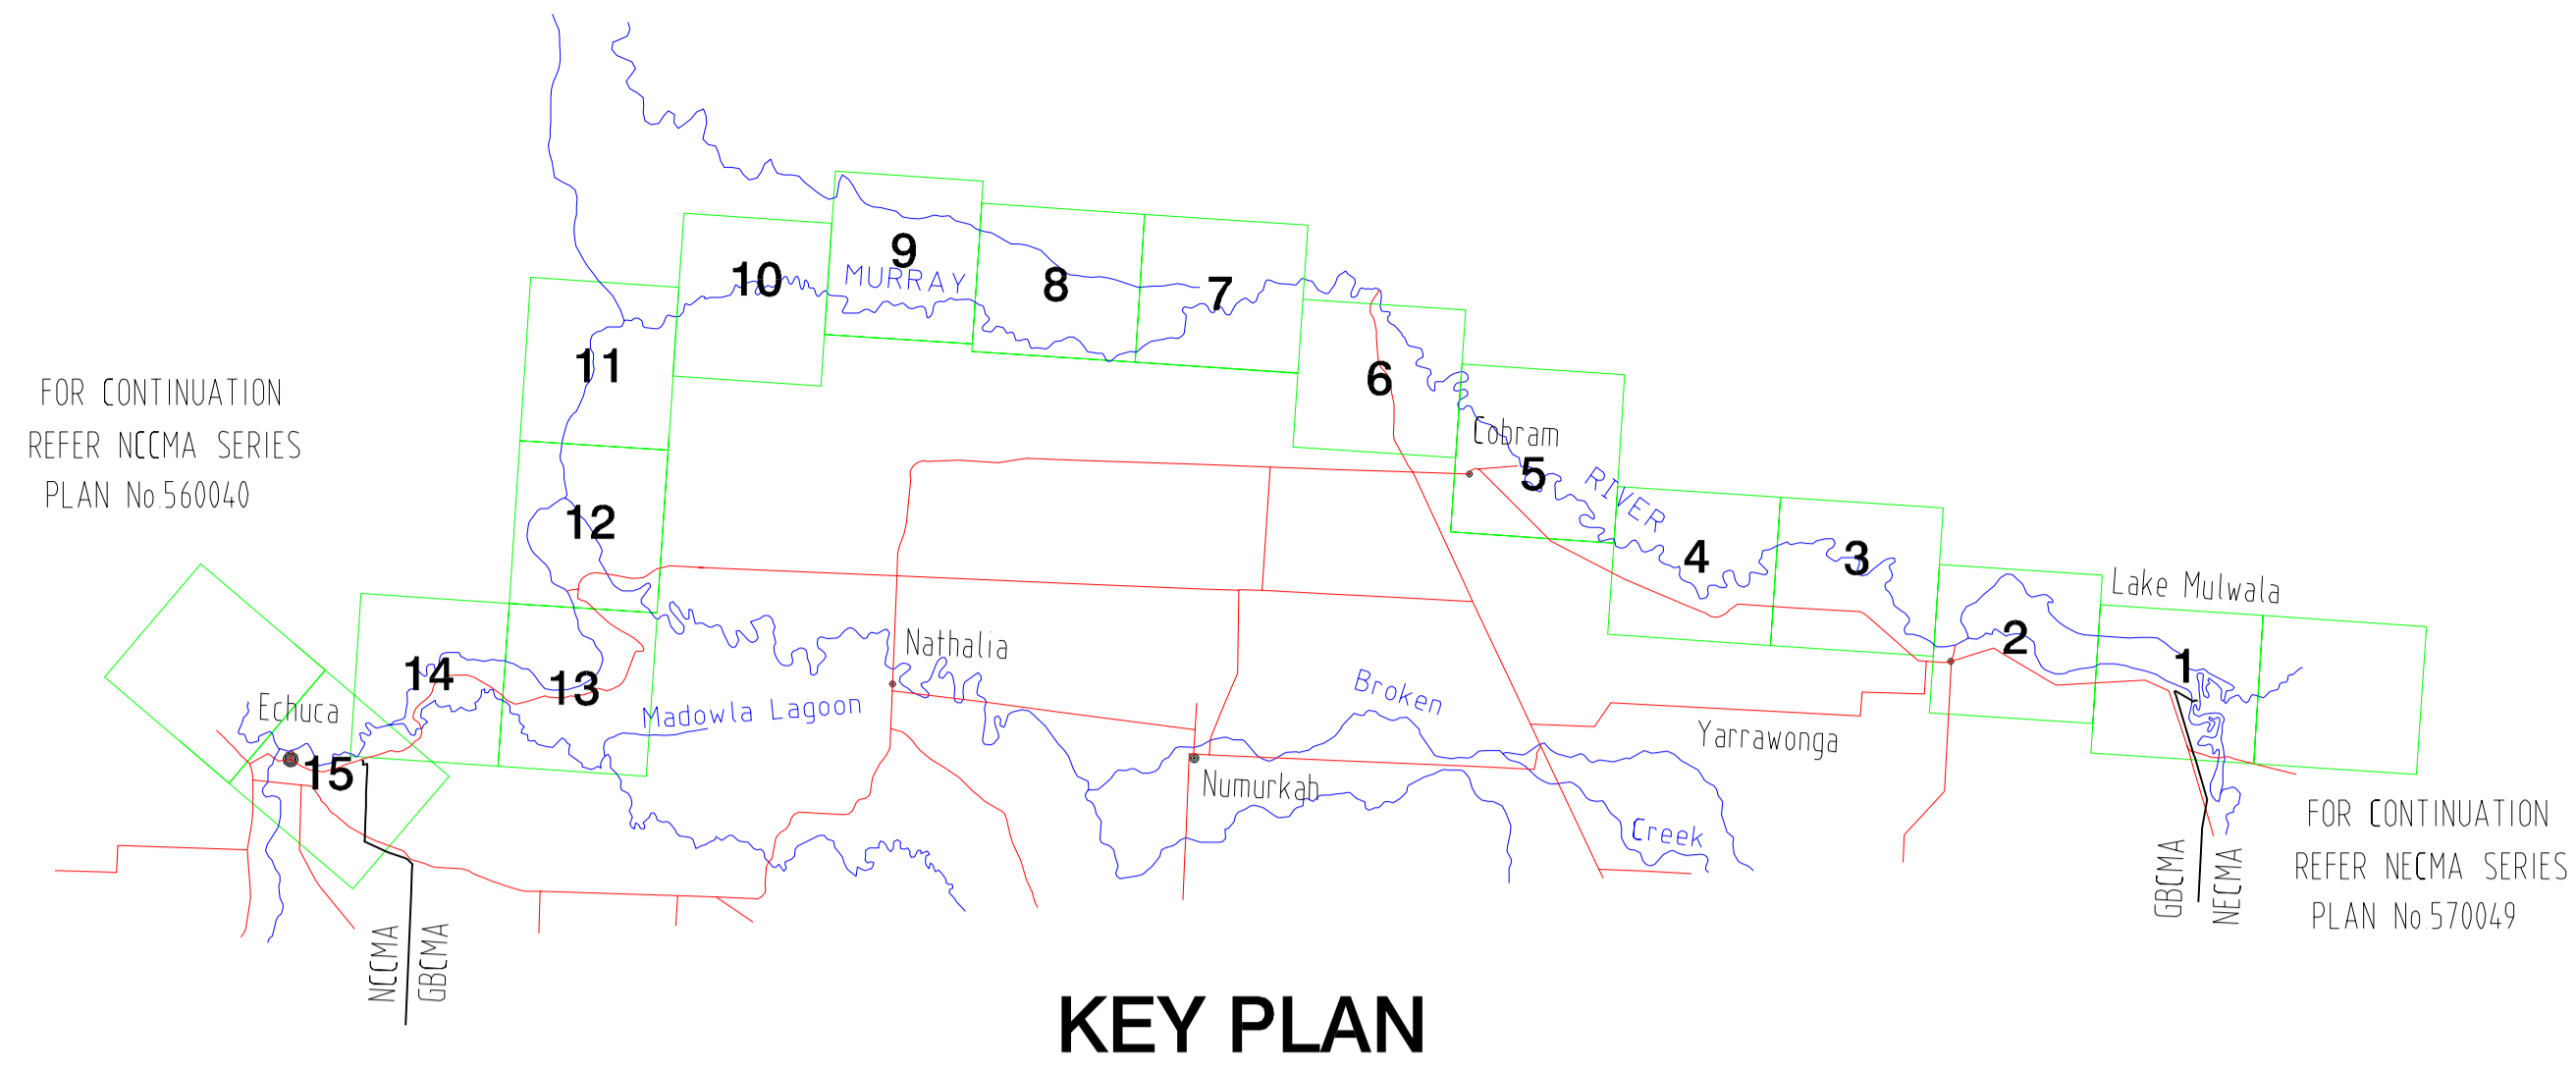 9
MURRAY
10
8
7
11
6
FOR CONTINUATION
REFER NCCMA SERIES
PLAN No.560040
Cobram
5
RIVER
12
4
3
Lake Mulwala
2
1
Nathalia
14
13
Madowla Lagoon
Broken
Echuca
15
Yarrawonga
Numurkah
Creek
FOR CONTINUATION
REFER NECMA SERIES
PLAN No.570049
GBCMA
NECMA
NCCMA
GBCMA
KEY PLAN